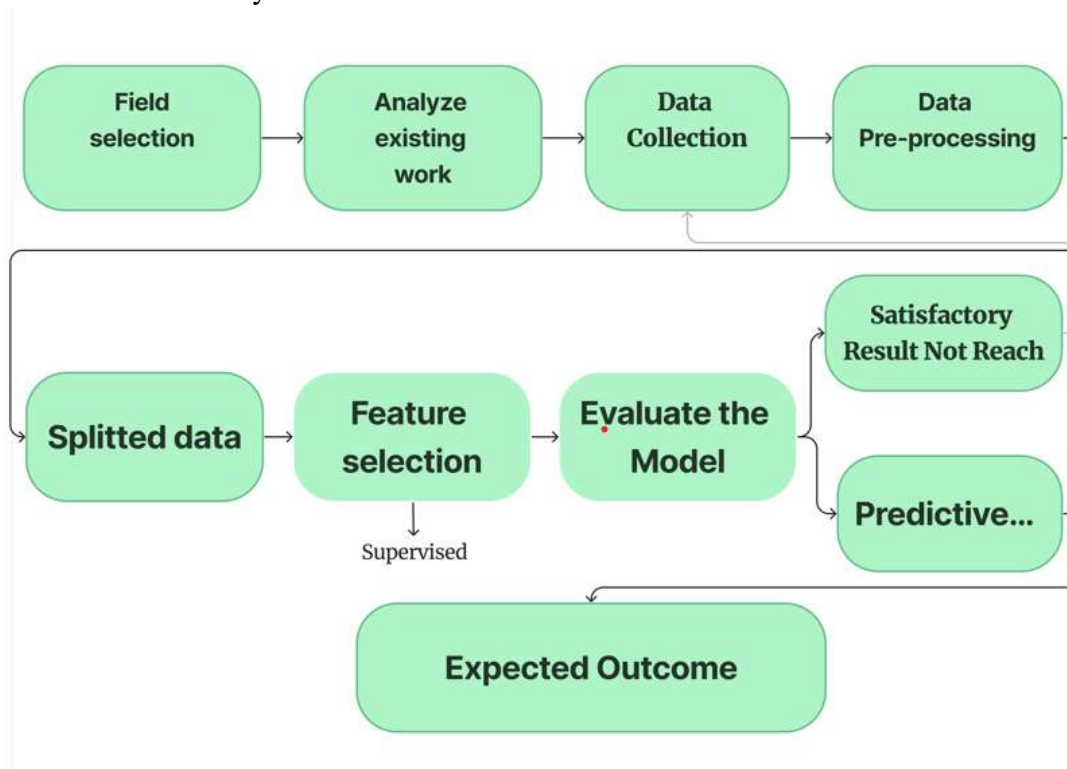 Field
selection
Analyze
existing
work
Data
Collection
Data
Pre-processing
Satisfactory
Result Not Reach
Splitted data
Feature
selection
Evaluate the
Model
Predictive...
Supervised
Expected Outcome